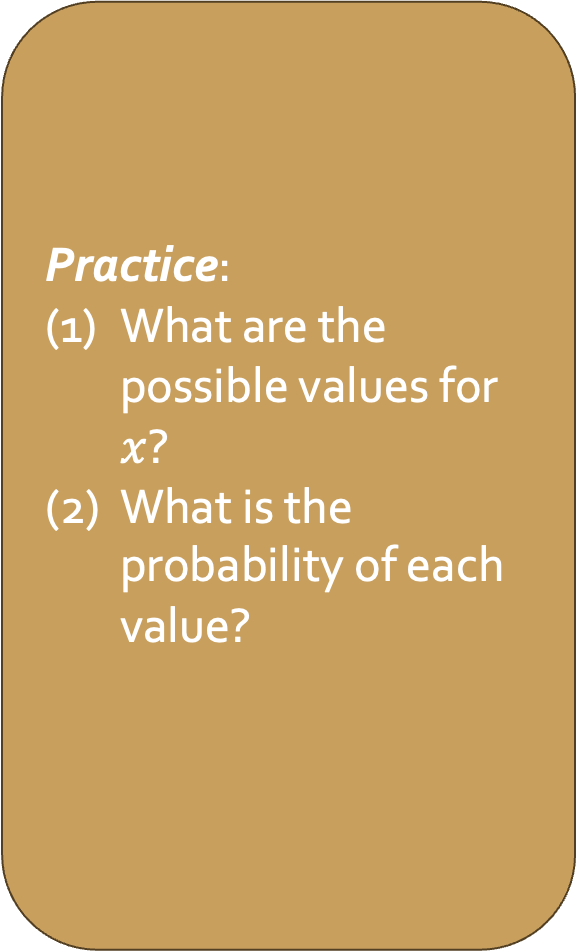 Practice:
(1) What are the
possible values for
𝑥?
(2) What is the
probability of each
value?